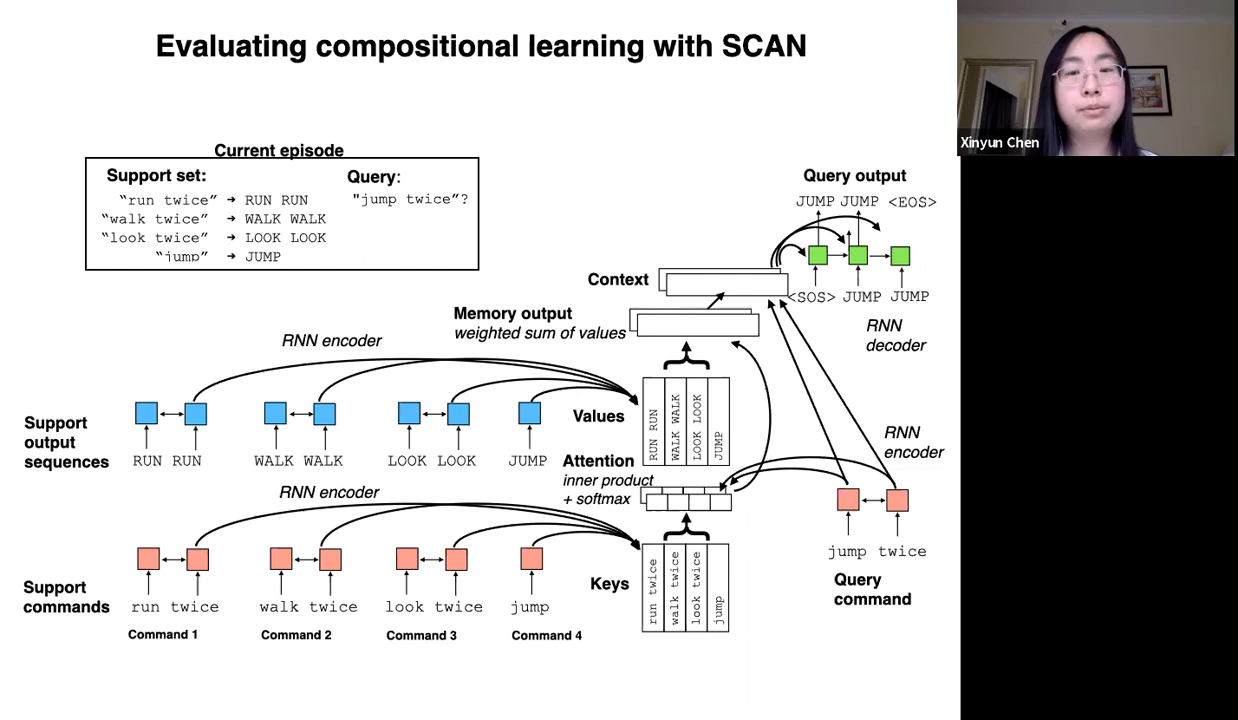 Evaluating compositional learning with SCAN
Xinyun Chen
Current episode
Support set:
Query:
“run twice” → RUN RUN
"jump twice”?
“walk twice” → WALK WALK
“look twice” → LOOK LOOK
“jump” → JUMP
Query output
JUMP JUMP <EOS>
Context
<SOS> JUMP JUMP
Memory output
weighted sum of values
RNN
decoder
RNN encoder
Values
RUN RUN
WALK WALK
LOOK LOOK
JUMP
Support
output
sequences
RUN RUN
WALK WALK
LOOK LOOK
JUMP
Attention
inner product
+ softmax
RNN
encoder
RNN encoder
jump twice
Query
command
Keys
run twice
walk twice
look twice
jump
Support
commands
run twice
walk twice
look twice
jump
Command 1
Command 2
Command 3
Command 4